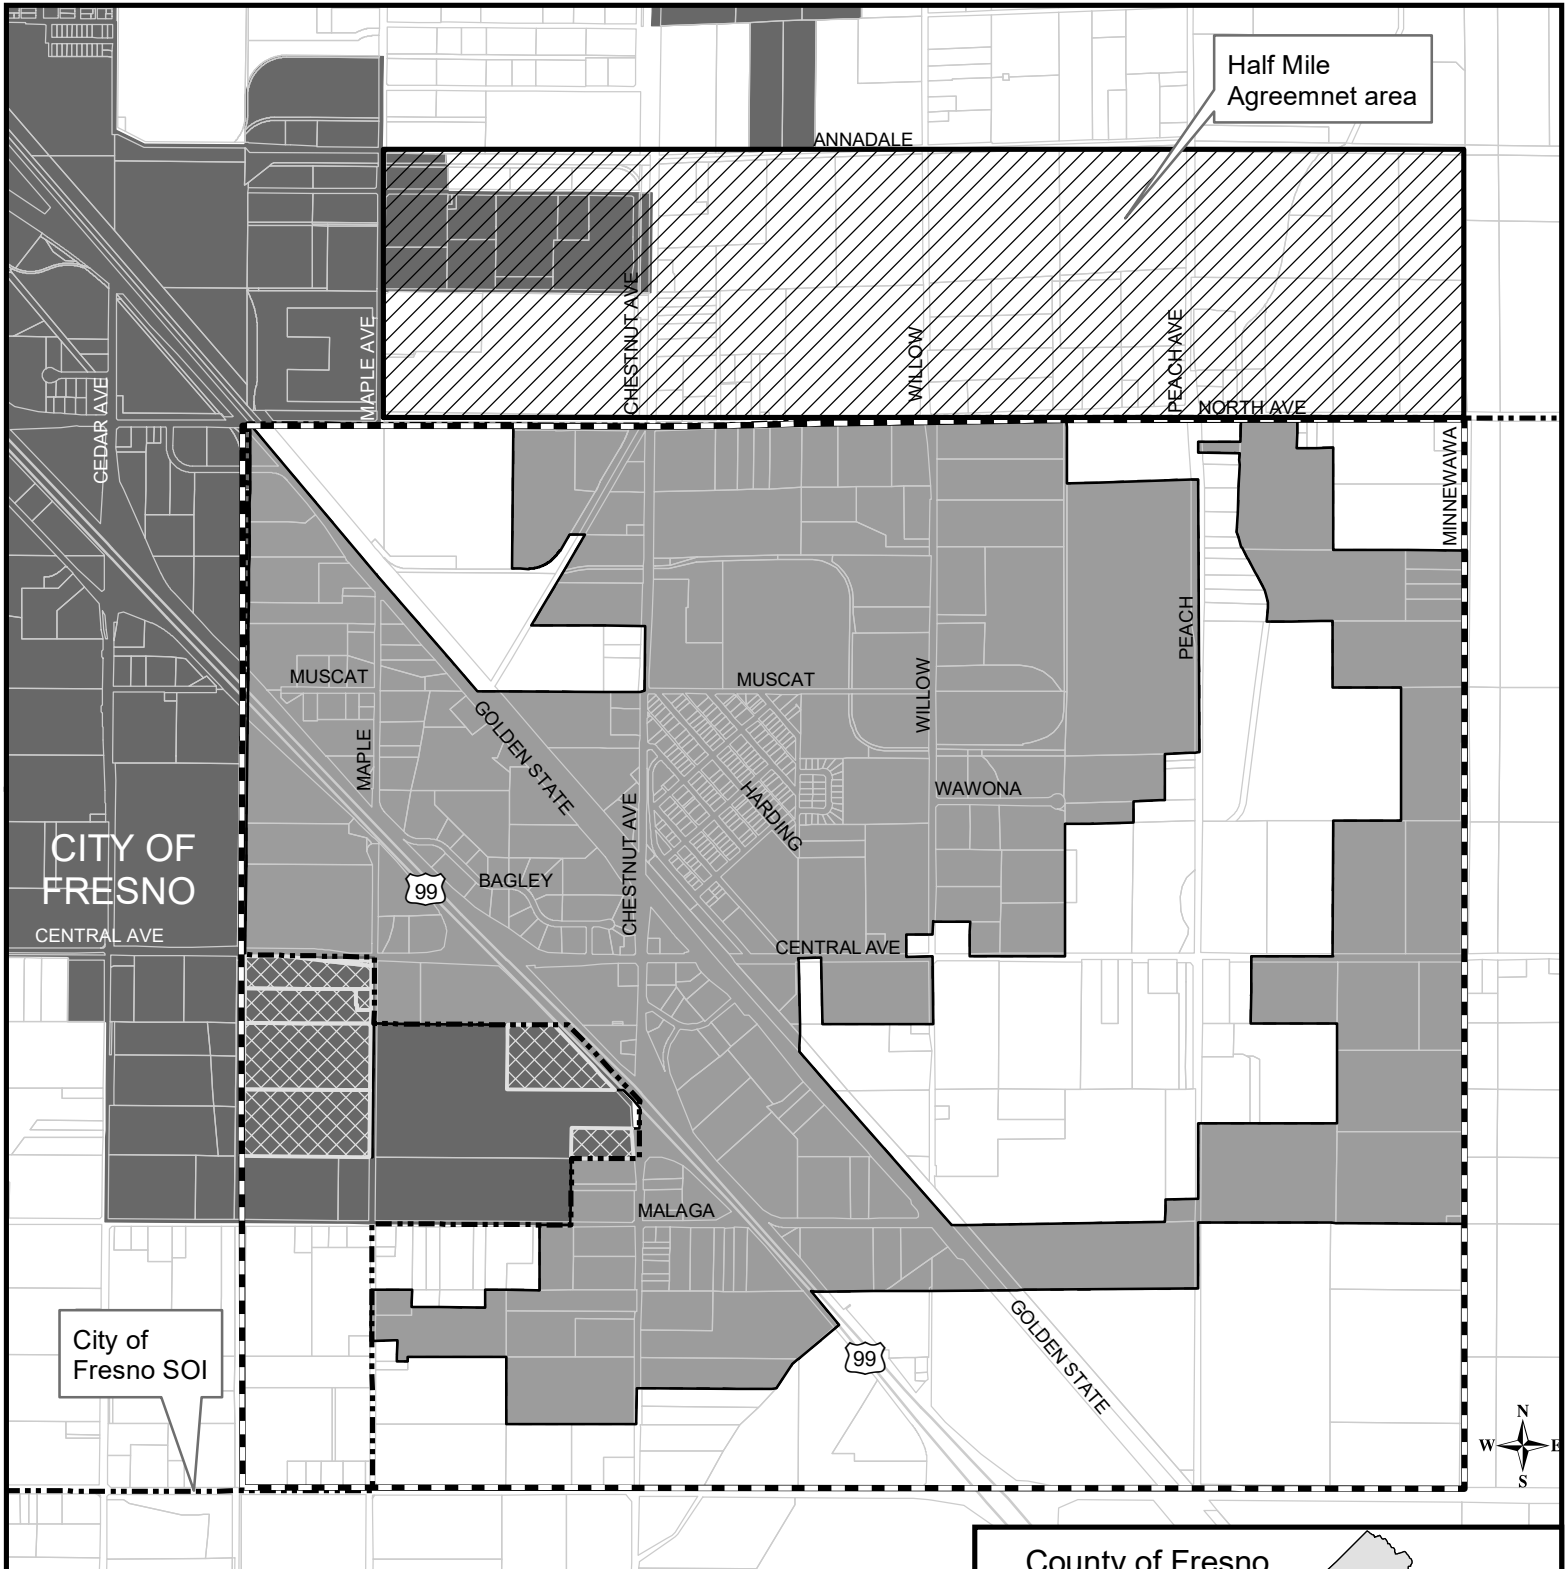 Half Mile
Agreemnet area
ANNADALE
MAPLE AVE
CHESTNUT AVE
WILLOW
PEACH AVE
NORTH AVE
CEDAR AVE
MINNEWAWA
PEACH
MUSCAT
MUSCAT
WILLOW
GOLDEN STATE
MAPLE
HARDING
WAWONA
CITY OF
FRESNO
99
BAGLEY
CHESTNUT AVE
CENTRAL AVE
CENTRAL AVE
MALAGA
City of
Fresno SOI
99
GOLDEN STATE
N
W E
S
County of Fresno